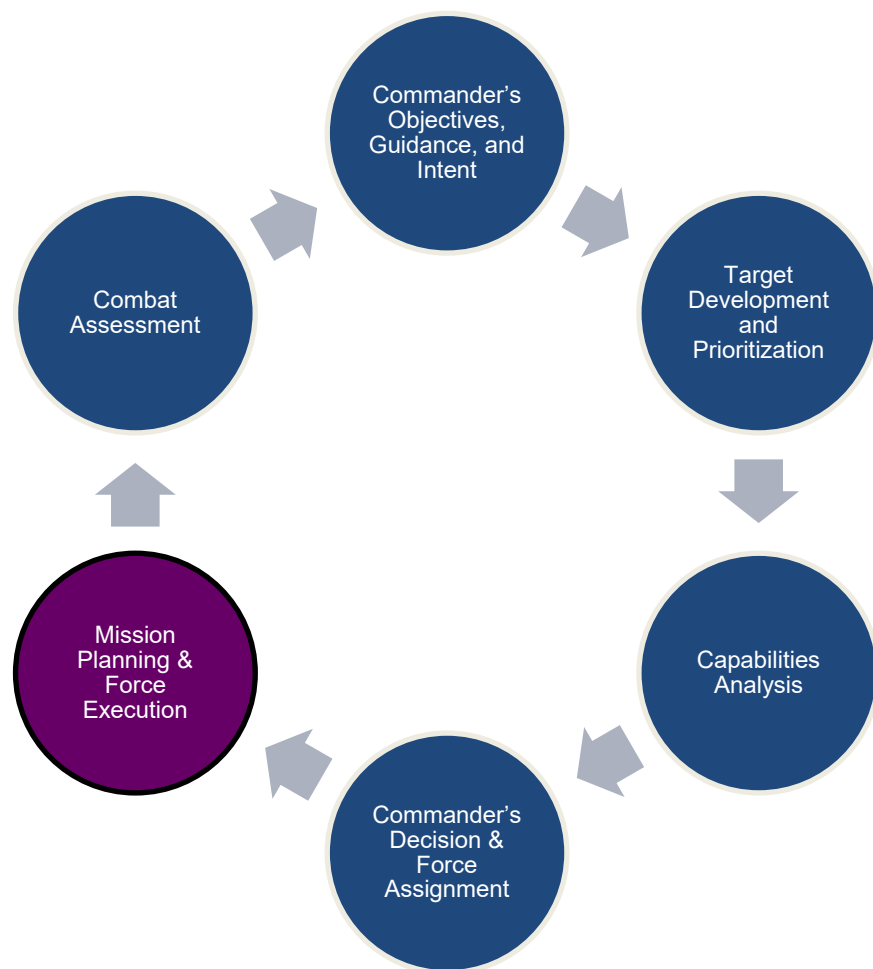 Commander’s
Objectives,
Guidance, and
Intent
Target
Development
and
Prioritization
Capabilities
Analysis
Commander’s
Decision &
Force
Assignment
Mission
Planning &
Force
Execution
Combat
Assessment